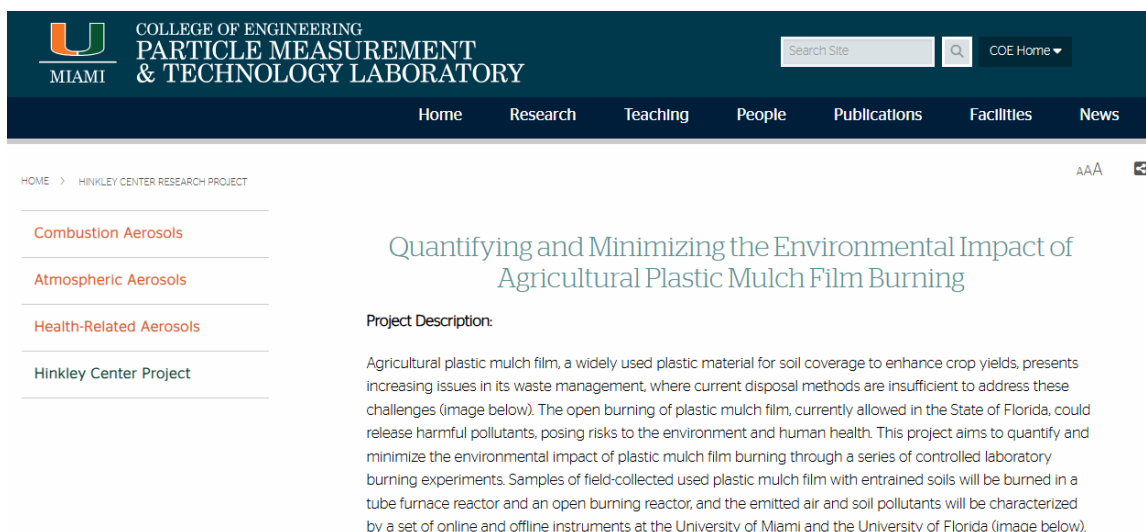 COLLEGE OF ENGINEERING
PARTICLE MEASUREMENT
& TECHNOLOGY LABORATORY
MIAMI
Search Site
COE Home
Home Research Teaching People Publications Facilities News
HOME > HINKLEY CENTER RESEARCH PROJECT
AAA
Combustion Aerosols
Atmospheric Aerosols
Health-Related Aerosols
Hinkley Center Project
Quantifying and Minimizing the Environmental Impact of
Agricultural Plastic Mulch Film Burning
Project Description:
Agricultural plastic mulch film, a widely used plastic material for soil coverage to enhance crop yields, presents
increasing issues in its waste management, where current disposal methods are insufficient to address these
challenges (image below). The open burning of plastic mulch film, currently allowed in the State of Florida, could
release harmful pollutants, posing risks to the environment and human health. This project aims to quantify and
minimize the environmental impact of plastic mulch film burning through a series of controlled laboratory
burning experiments. Samples of field-collected used plastic mulch film with entrained soils will be burned in a
tube furnace reactor and an open burning reactor, and the emitted air and soil pollutants will be characterized
by a set of online and offline instruments at the University of Miami and the University of Florida (image below).